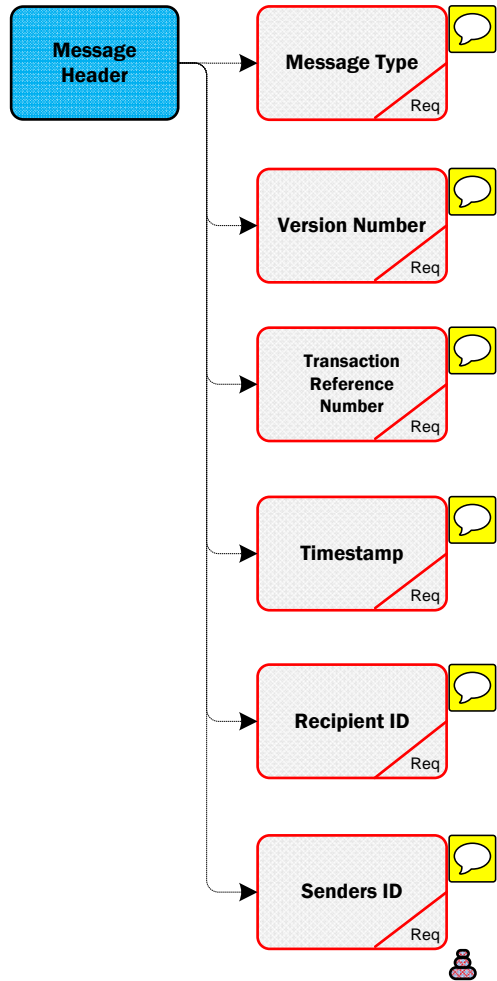 Message
Header
Message Type
Req
Version Number
Req
Transaction
Reference
Number
Req
Timestamp
Req
Recipient ID
Req
Senders ID
Req